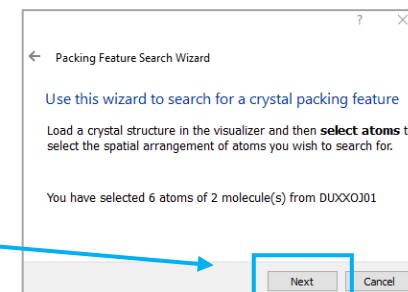 ?
Packing Feature Search Wizard
Use this wizard to search for a crystal packing feature
Load a crystal structure in the visualizer and then select atoms t
select the spatial arrangement of atoms you wish to search for.
You have selected 6 atoms of 2 molecule(s) from DUXXOJ01
Next Cancel